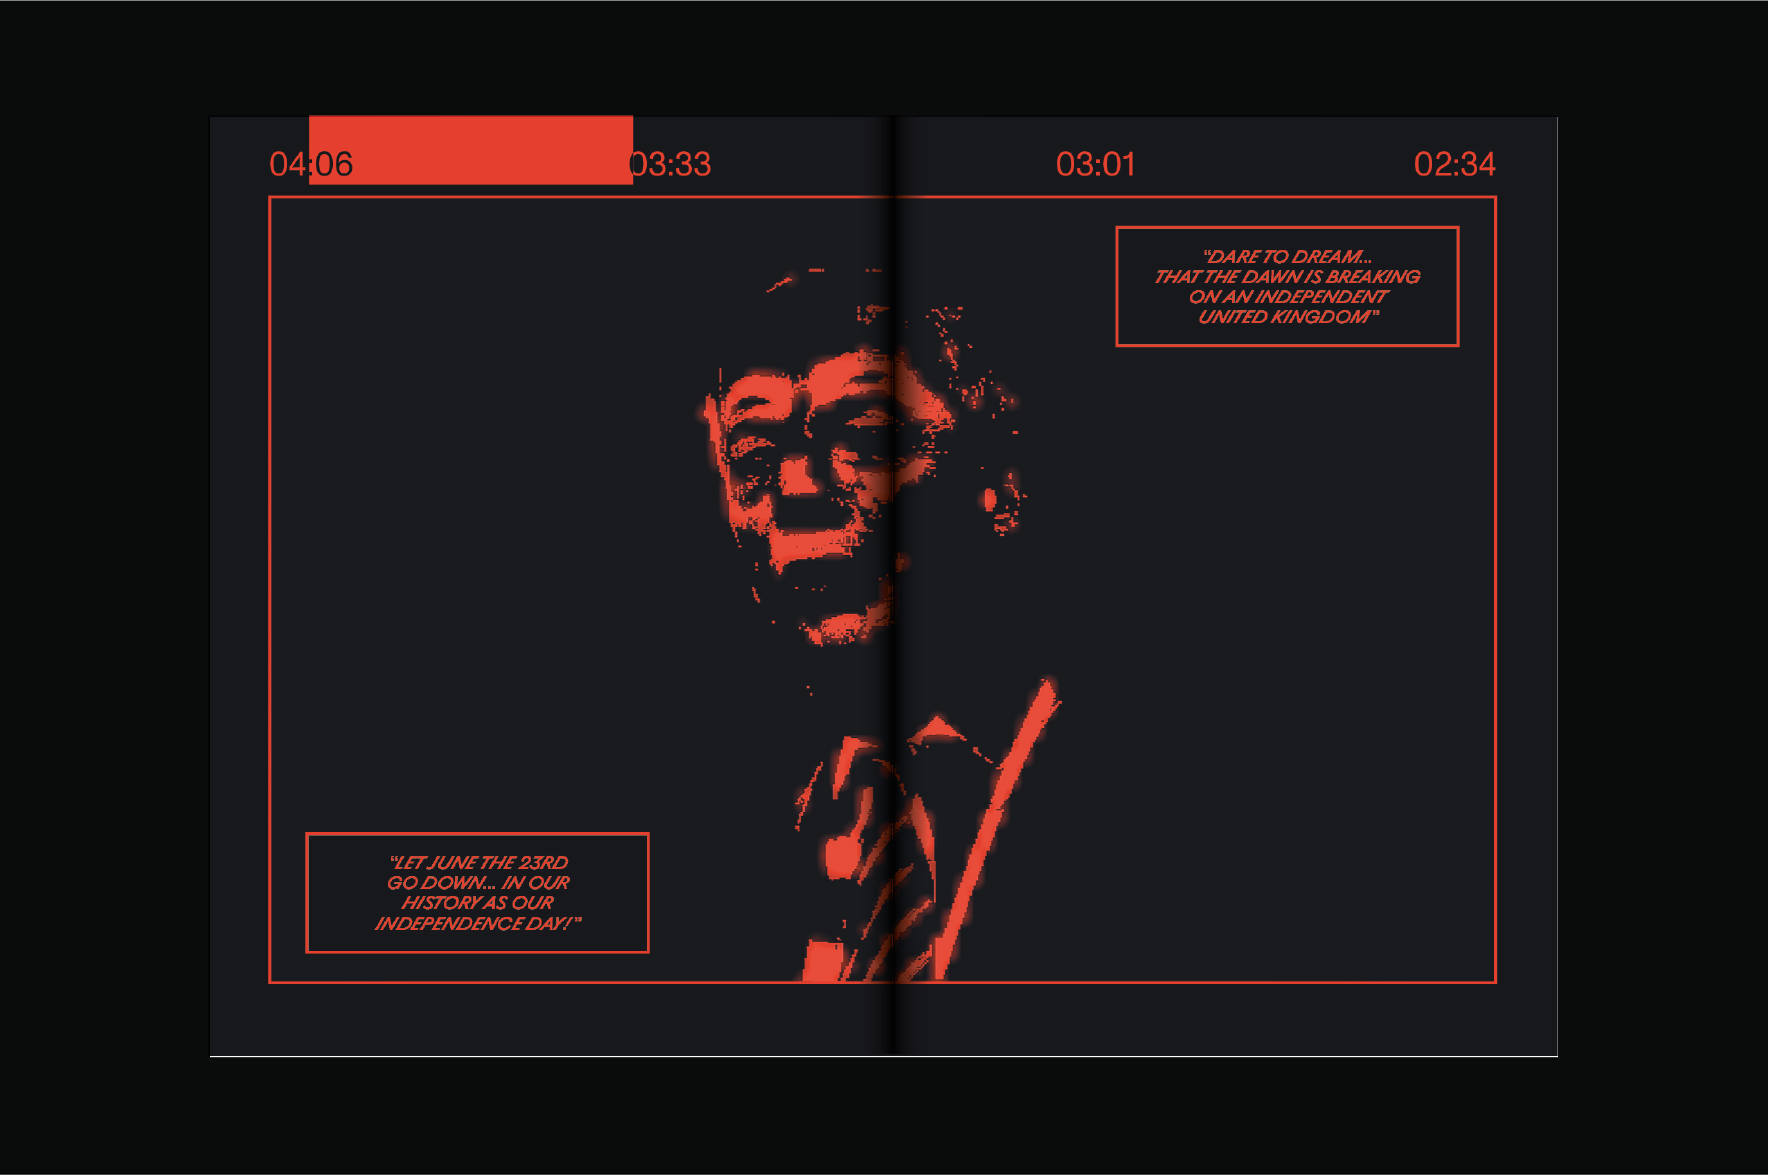 04:06 03:33 03:01 02:34
“DARE TO DREAM...
THAT THE DAWN IS BREAKING
ON AN INDEPENDENT
UNITED KINGDOM”
“LET JUNE THE 23RD
GO DOWN... IN OUR
HISTORY AS OUR
INDEPENDENCE DAY!”